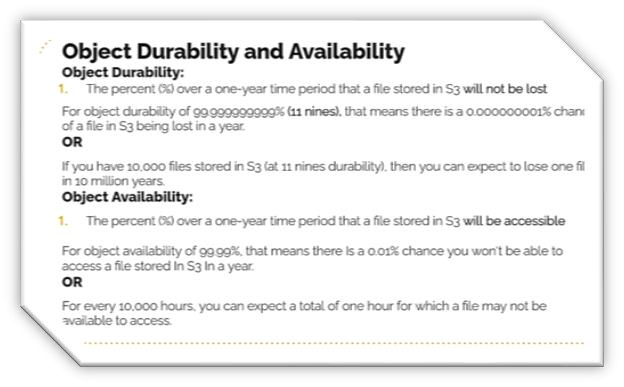 Object Durability and Availability
Object Durability:
1. The percent (%) over a one-year time period that a file stored in S3 will not be lost
For object durability of 99.999999999% (11 nines), that means there is a 0.000000001%
of a file in S3 being lost in a year.
OR
If you have 10,000 files stored in S3 (at 11 nines durability), then you can expect to lose one
in 10 million years.
Object Availability:
1. The percent (%) over a one-year time period that a file stored in S3 will be accessible
For object availability of 99.99%, that means there Is a 0.01% chance you won't be able to
access a file stored In S3 In a year.
OR
For every 10,000 hours, you can expect a total of one hour for which a file may not be
available to access.